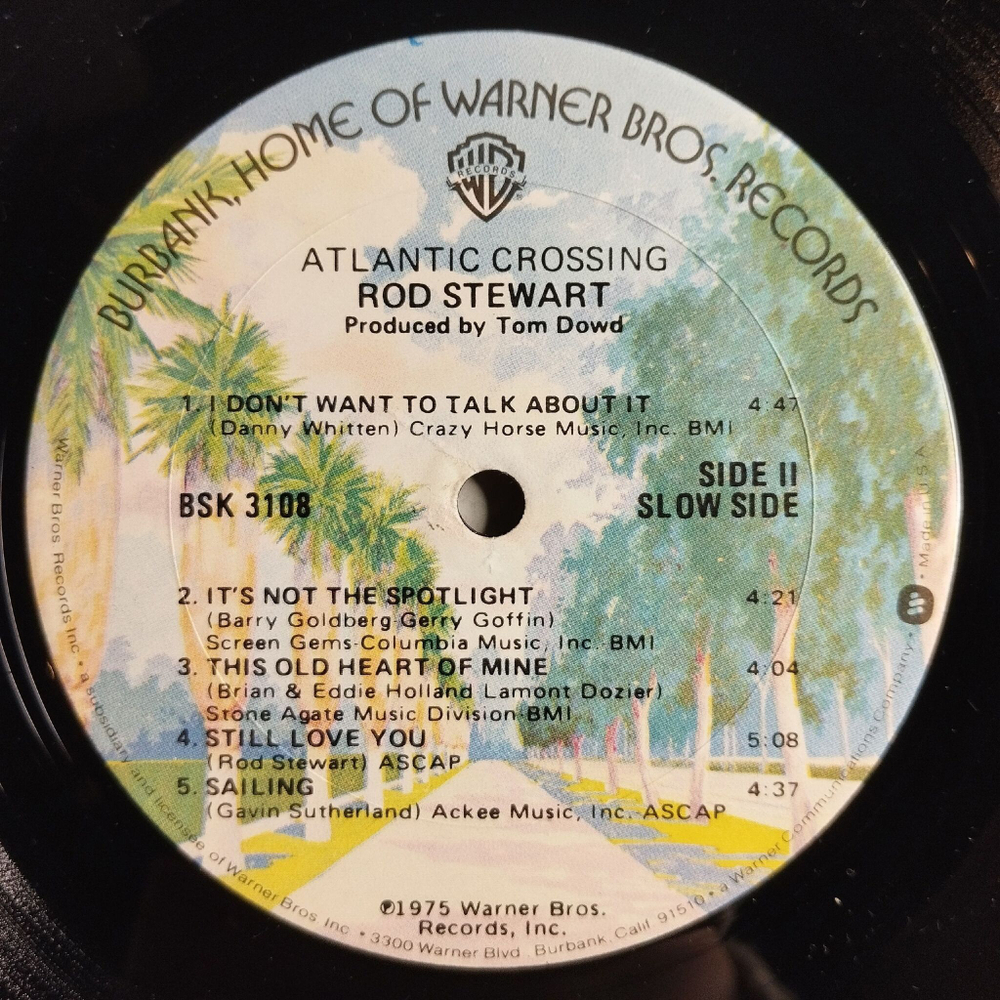 BURBANK, HOME OF WARNER BROS. RECORDS
WB
RECORDS
ATLANTIC CROSSING
ROD STEWART
Produced by Tom Dowd
1. I DON'T WANT TO TALK ABOUT IT 4:47
(Danny Whitten) Crazy Horse Music, Inc. BMI
SIDE II
BSK 3108 SLOW SIDE
2. IT'S NOT THE SPOTLIGHT 4:21
(Barry Goldberg-Gerry Goffin)
Screen Gems-Columbia Music, Inc. BMI
3. THIS OLD HEART OF MINE 4:04
(Brian & Eddie Holland Lamont Dozier)
Stone Agate Music Division-BMI
4. STILL LOVE YOU 5:08
(Rod Stewart) ASCAP
5. SAILING 4:37
(Gavin Sutherland) Ackee Music, Inc. ASCAP
℗1975 Warner Bros.
Records, Inc.
Warner Bros Records Inc • a subsidiary and licensee of Warner Bros Inc • 3300 Warner Blvd Burbank, Calif 91510 • a Warner Communications Company • Made in U.S.A.